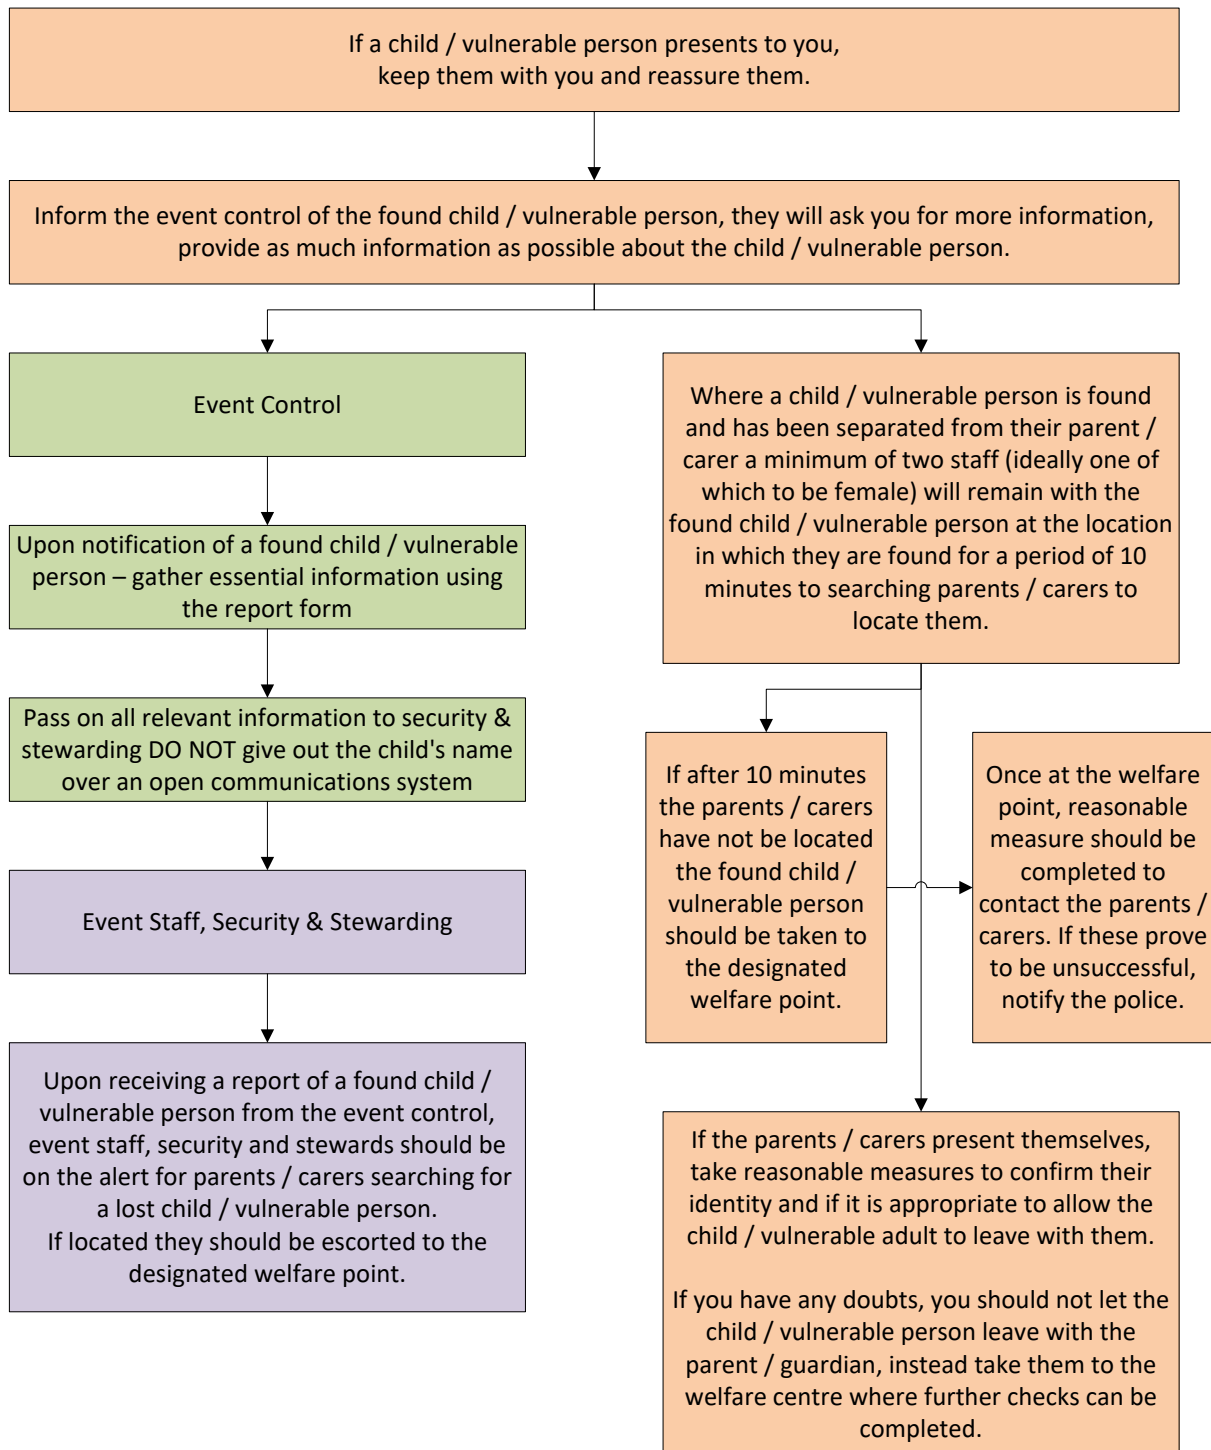 If a child / vulnerable person presents to you,
keep them with you and reassure them.
Inform the event control of the found child / vulnerable person, they will ask you for more information,
provide as much information as possible about the child / vulnerable person.
Event Control
Upon notification of a found child / vulnerable
person – gather essential information using
the report form
Pass on all relevant information to security &
stewarding DO NOT give out the child's name
over an open communications system
Event Staff, Security & Stewarding
Upon receiving a report of a found child /
vulnerable person from the event control,
event staff, security and stewards should be
on the alert for parents / carers searching for
a lost child / vulnerable person.
If located they should be escorted to the
designated welfare point.
Where a child / vulnerable person is found
and has been separated from their parent /
carer a minimum of two staff (ideally one of
which to be female) will remain with the
found child / vulnerable person at the location
in which they are found for a period of 10
minutes to searching parents / carers to
locate them.
If after 10 minutes
the parents / carers
have not be located
the found child /
vulnerable person
should be taken to
the designated
welfare point.
Once at the welfare
point, reasonable
measure should be
completed to
contact the parents /
carers. If these prove
to be unsuccessful,
notify the police.
If the parents / carers present themselves,
take reasonable measures to confirm their
identity and if it is appropriate to allow the
child / vulnerable adult to leave with them.
If you have any doubts, you should not let the
child / vulnerable person leave with the
parent / guardian, instead take them to the
welfare centre where further checks can be
completed.